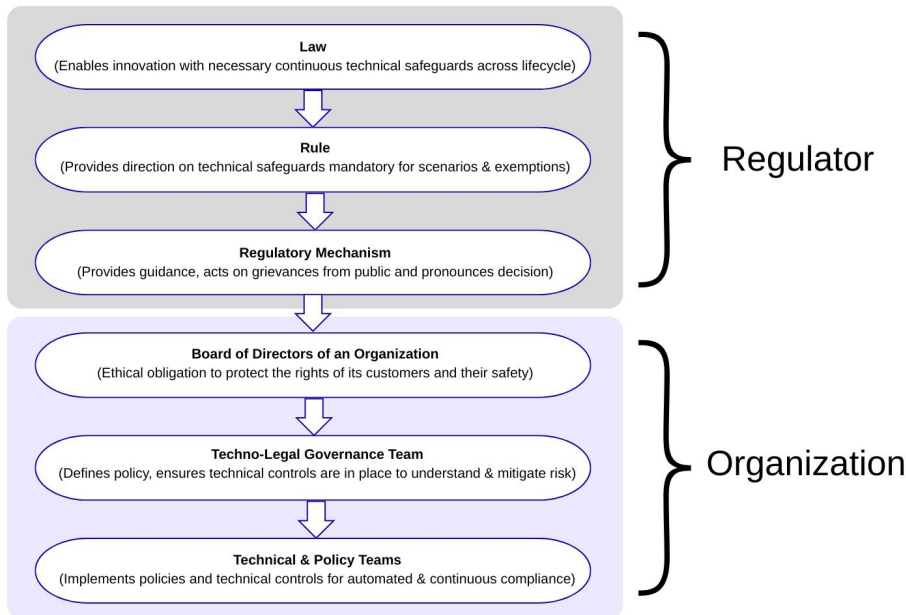 Law
(Enables innovation with necessary continuous technical safeguards across lifecycle)
Rule
(Provides direction on technical safeguards mandatory for scenarios & exemptions)
Regulatory Mechanism
(Provides guidance, acts on grievances from public and pronounces decision)
Regulator
Board of Directors of an Organization
(Ethical obligation to protect the rights of its customers and their safety)
Techno-Legal Governance Team
(Defines policy, ensures technical controls are in place to understand & mitigate risk)
Technical & Policy Teams
(Implements policies and technical controls for automated & continuous compliance)
Organization